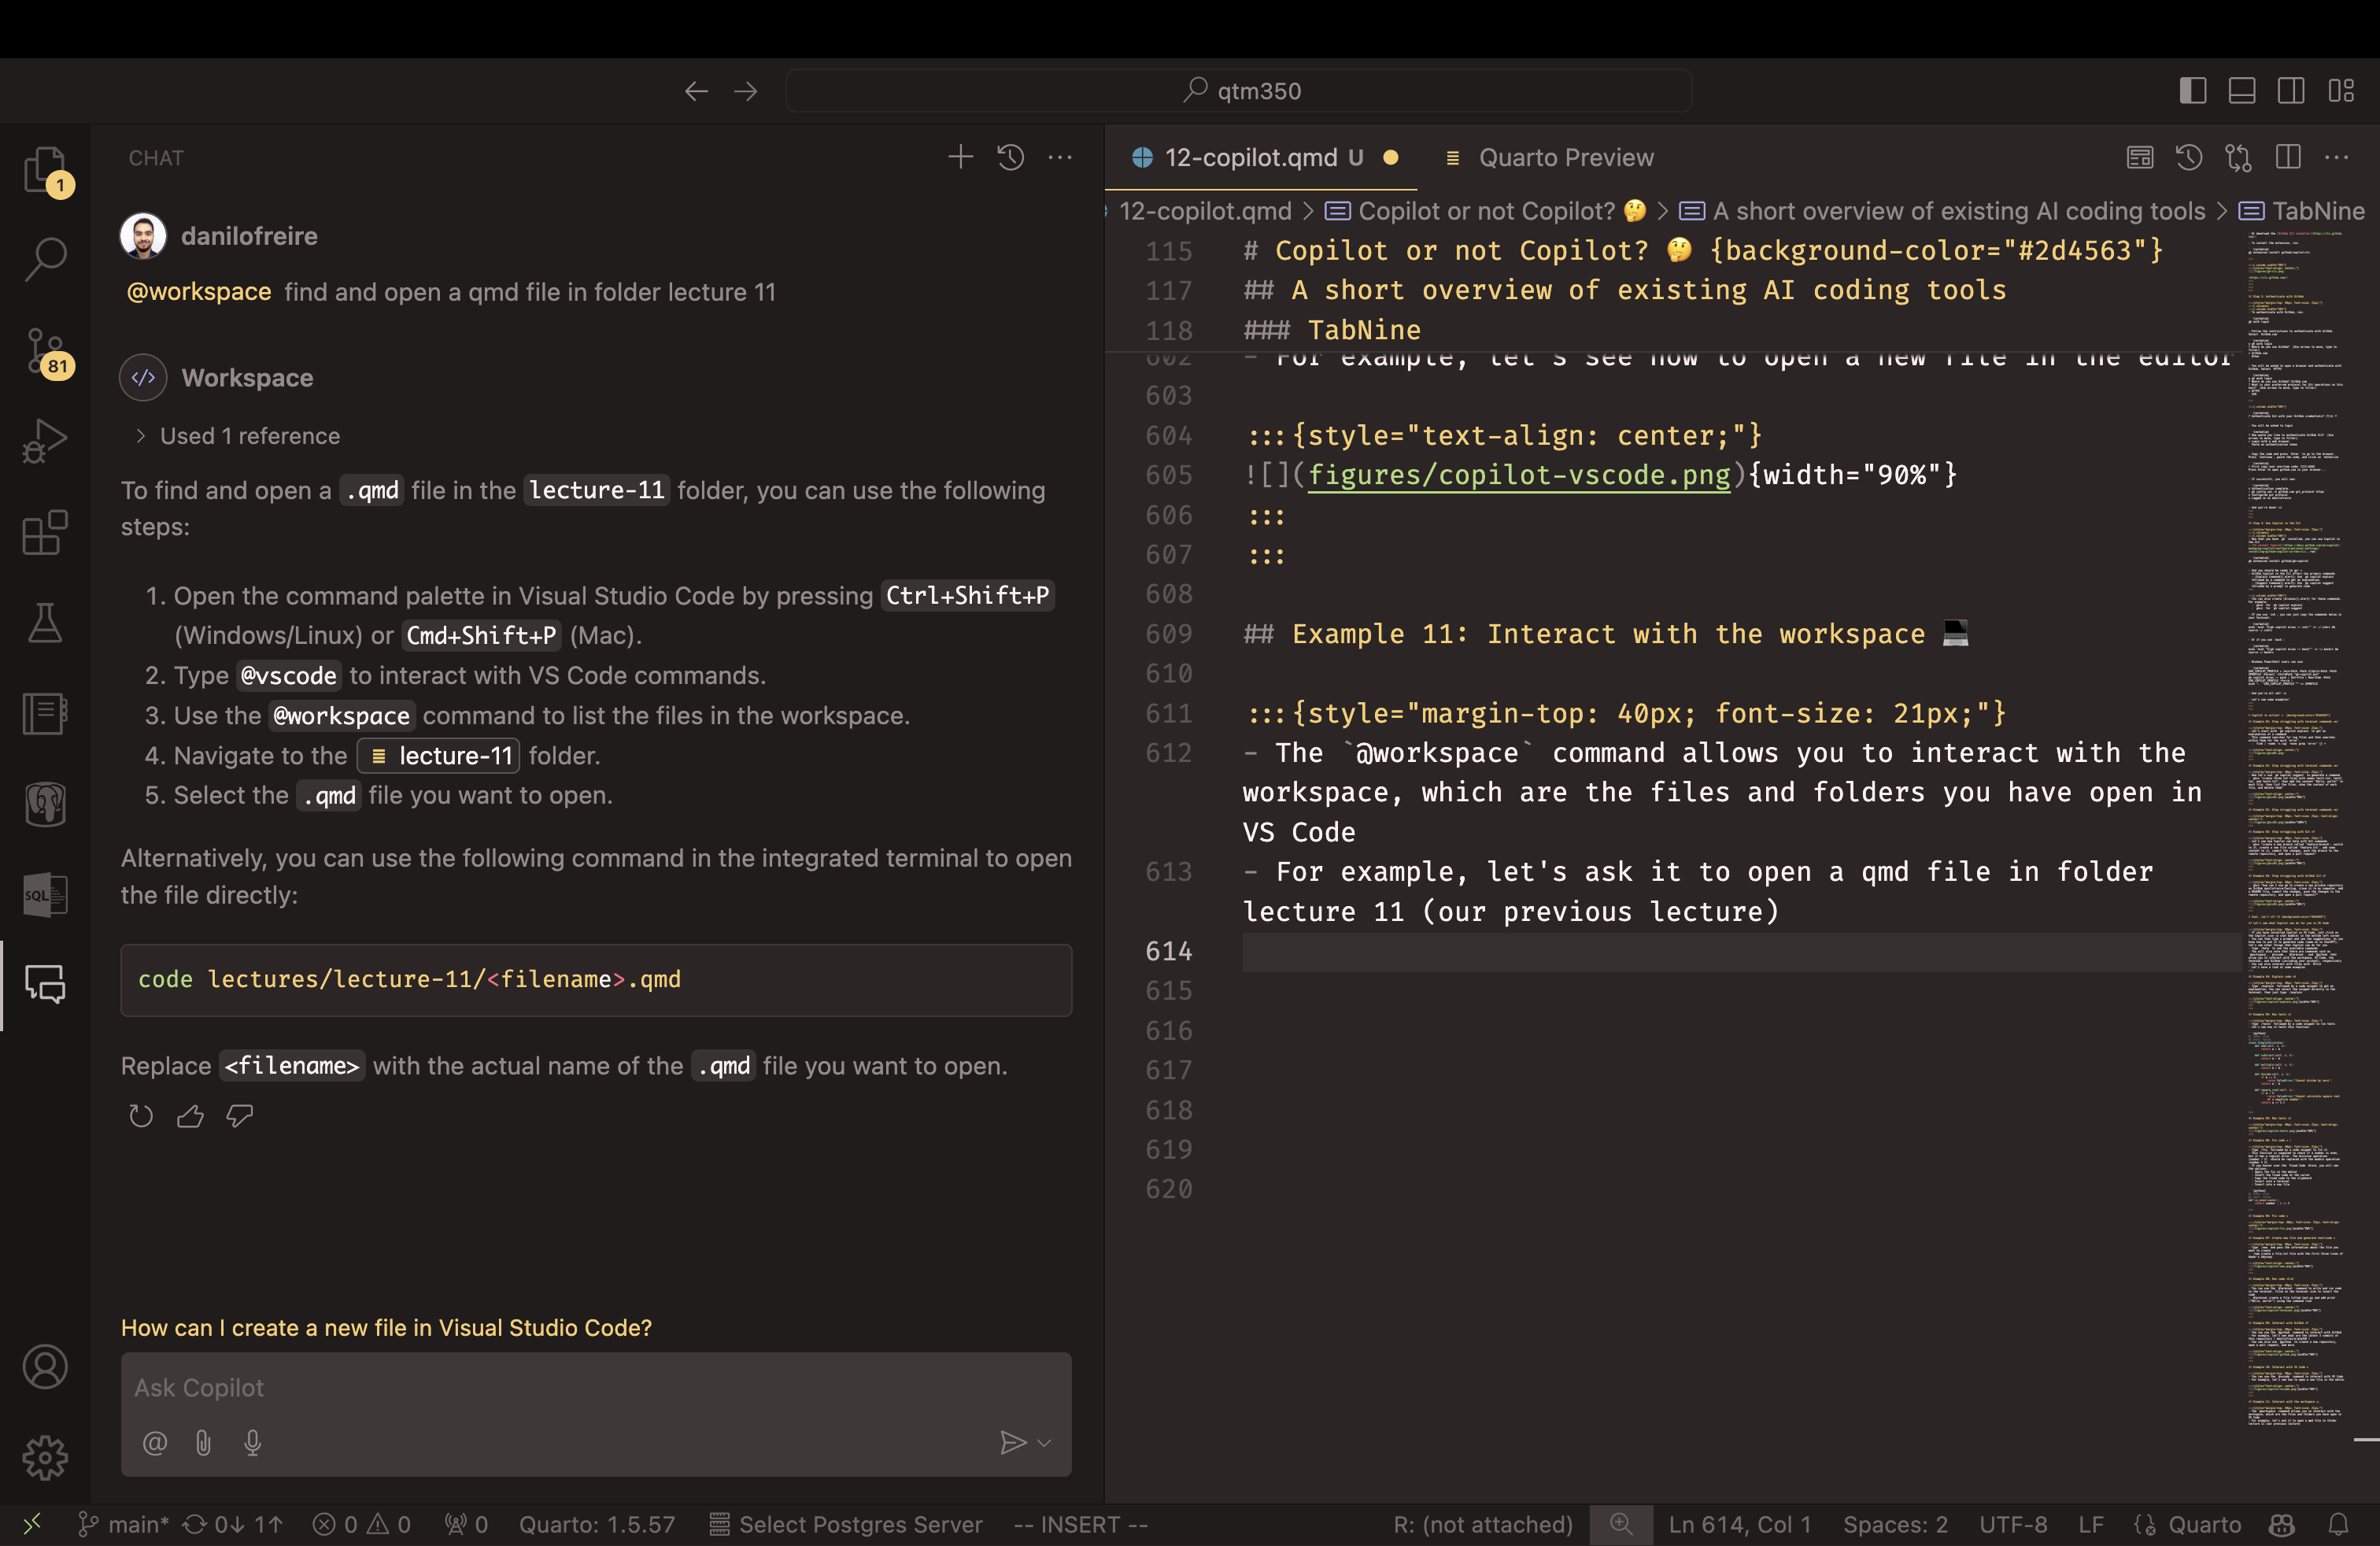 qtm350
1
81
SQL
CHAT
danilofreire
@workspace find and open a qmd file in folder lecture 11
Workspace
Used 1 reference
To find and open a .qmd file in the lecture-11 folder, you can use the following
steps:
1. Open the command palette in Visual Studio Code by pressing Ctrl+Shift+P
(Windows/Linux) or Cmd+Shift+P (Mac).
2. Type @vscode to interact with VS Code commands.
3. Use the @workspace command to list the files in the workspace.
4. Navigate to the lecture-11 folder.
5. Select the .qmd file you want to open.
Alternatively, you can use the following command in the integrated terminal to open
the file directly:
code lectures/lecture-11/<filename>.qmd
Replace <filename> with the actual name of the .qmd file you want to open.
How can I create a new file in Visual Studio Code?
Ask Copilot
12-copilot.qmd U
Quarto Preview
12-copilot.qmd > Copilot or not Copilot? 🤔 > A short overview of existing AI coding tools > TabNine
115 # Copilot or not Copilot? 🤔 {background-color="#2d4563"}
117 ## A short overview of existing AI coding tools
118 ### TabNine
602 - For example, let's see how to open a new file in the editor
603
604 :::{style="text-align: center;"}
605 ![](figures/copilot-vscode.png){width="90%"}
606 :::
607 :::
608
609 ## Example 11: Interact with the workspace 💻
610
611 :::{style="margin-top: 40px; font-size: 21px;"}
612 - The `@workspace` command allows you to interact with the
workspace, which are the files and folders you have open in
VS Code
613 - For example, let's ask it to open a qmd file in folder
lecture 11 (our previous lecture)
614
615
616
617
618
619
620
main* 0↓ 1↑ 0 0 0 Quarto: 1.5.57 Select Postgres Server -- INSERT -- R: (not attached) Ln 614, Col 1 Spaces: 2 UTF-8 LF Quarto